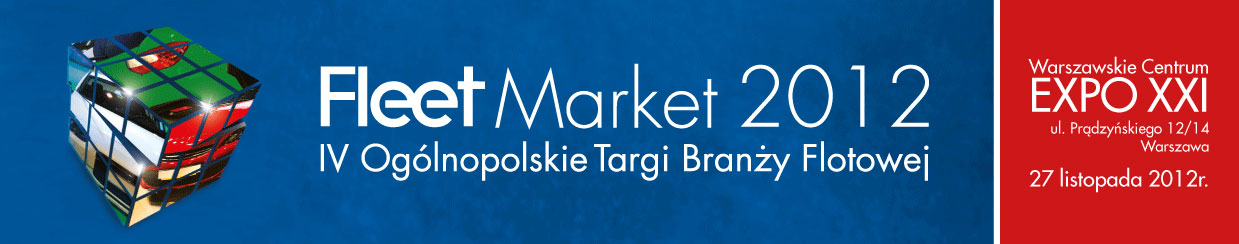 Fleet Market 2012
IV Ogólnopolskie Targi Branży Flotowej
Warszawskie Centrum
EXPO XXI
ul. Prądzyńskiego 12/14
Warszawa
27 listopada 2012r.